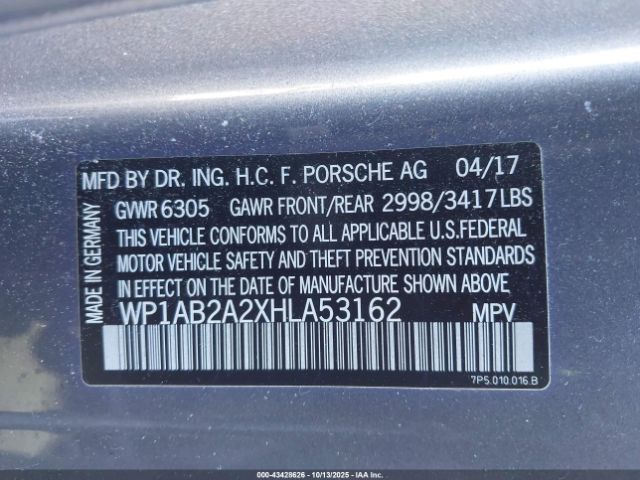 MFD BY DR. ING. H.C. F. PORSCHE AG 04/17
GVWR 6305 GAWR FRONT/REAR 2998/3417 LBS
THIS VEHICLE CONFORMS TO ALL APPLICABLE U.S.FEDERAL
MOTOR VEHICLE SAFETY AND THEFT PREVENTION STANDARDS
IN EFFECT ON THE DATE OF MANUFACTURE SHOWN ABOVE
WP1AB2A2XHLA53162 MPV
MADE IN GERMANY
7P5.010.016.B
000-43428626 - 10/13/2025 - IAAI.com